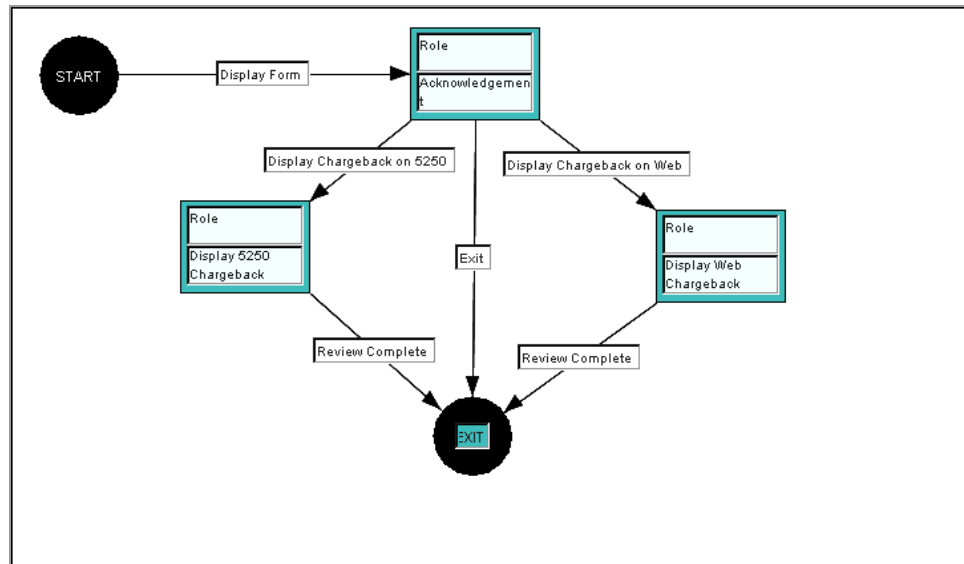 START
Display Form
Role
Acknowledgemen
t
Display Chargeback on 5250
Display Chargeback on Web
Role
Display 5250
Chargeback
Exit
Role
Display Web
Chargeback
Review Complete
Review Complete
EXIT